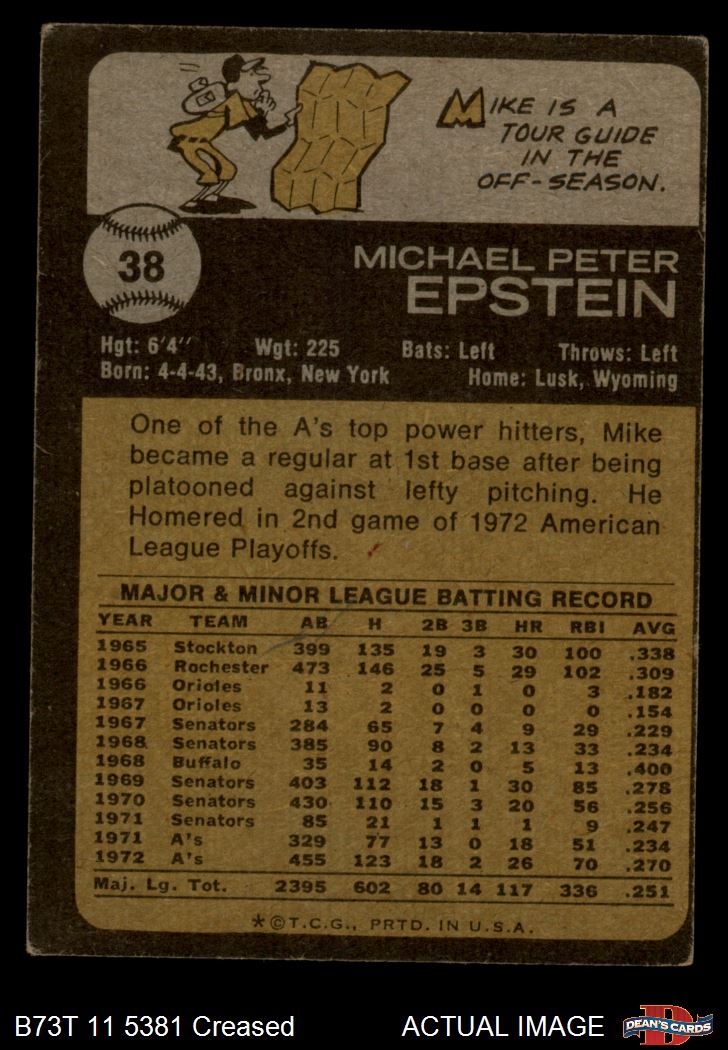 MIKE IS A
TOUR GUIDE
IN THE
OFF-SEASON.
38
MICHAEL PETER
EPSTEIN
Hgt: 6'4" Wgt: 225 Bats: Left Throws: Left
Born: 4-4-43, Bronx, New York Home: Lusk, Wyoming
One of the A's top power hitters, Mike
became a regular at 1st base after being
platooned against lefty pitching. He
Homered in 2nd game of 1972 American
League Playoffs.
MAJOR & MINOR LEAGUE BATTING RECORD
YEAR TEAM AB H 2B 3B HR RBI AVG
1965 Stockton 399 135 19 3 30 100 .338
1966 Rochester 473 146 25 5 29 102 .309
1966 Orioles 11 2 0 1 0 3 .182
1967 Orioles 13 2 0 0 0 0 .154
1967 Senators 284 65 7 4 9 29 .229
1968 Senators 385 90 8 2 13 33 .234
1968 Buffalo 35 14 2 0 5 13 .400
1969 Senators 403 112 18 1 30 85 .278
1970 Senators 430 110 15 3 20 56 .256
1971 Senators 85 21 1 1 1 9 .247
1971 A's 329 77 13 0 18 51 .234
1972 A's 455 123 18 2 26 70 .270
Maj. Lg. Tot. 2395 602 80 14 117 336 .251
*©T.C.G., PRTD. IN U.S.A.
B73T 11 5381 Creased ACTUAL IMAGE
D
DEAN'S CARDS